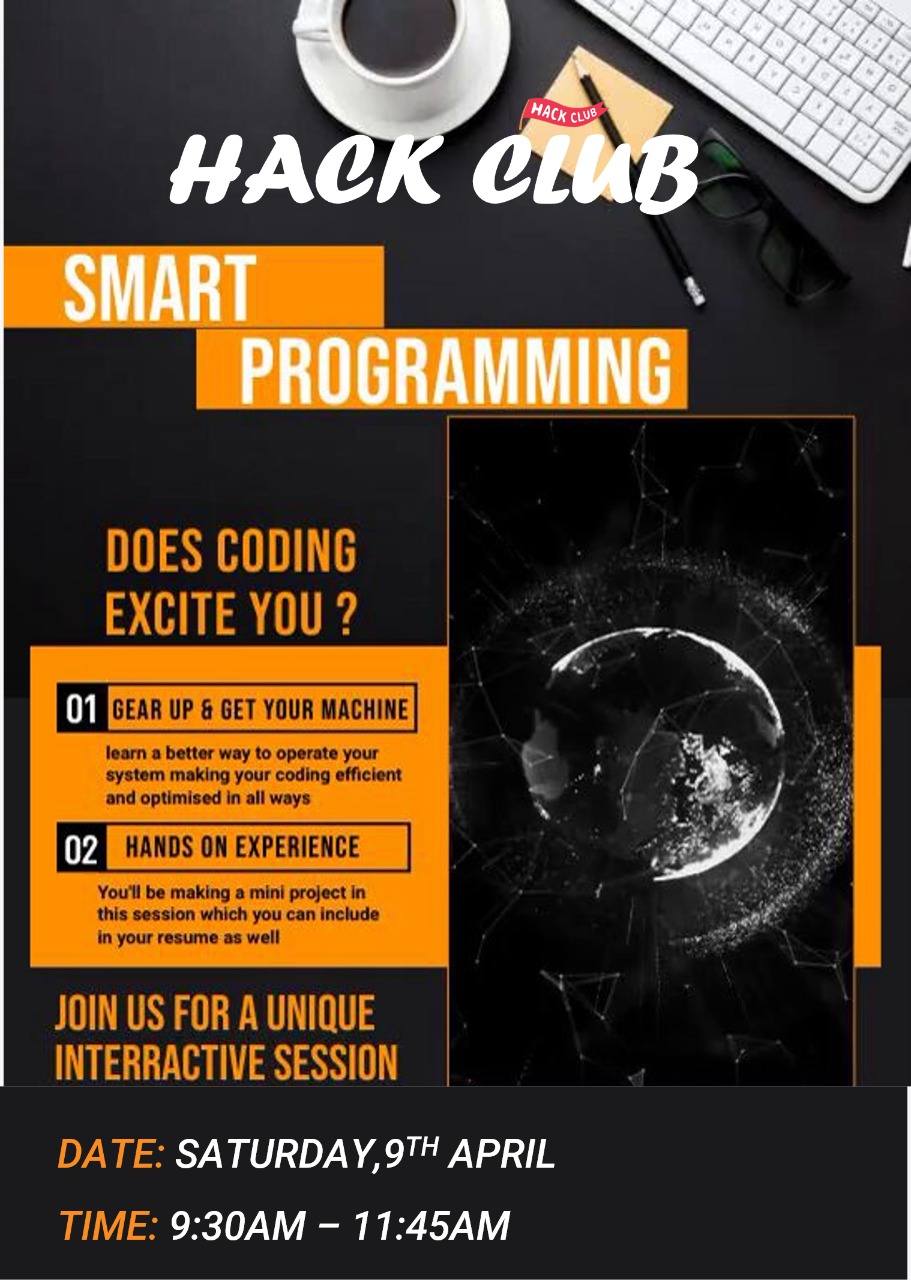 HACK CLUB
HACK CLUB
SMART
PROGRAMMING
DOES CODING
EXCITE YOU ?
01 GEAR UP & GET YOUR MACHINE
learn a better way to operate your
system making your coding efficient
and optimised in all ways
02 HANDS ON EXPERIENCE
You'll be making a mini project in
this session which you can include
in your resume as well
JOIN US FOR A UNIQUE
INTERRACTIVE SESSION
DATE: SATURDAY,9TH APRIL
TIME: 9:30AM – 11:45AM